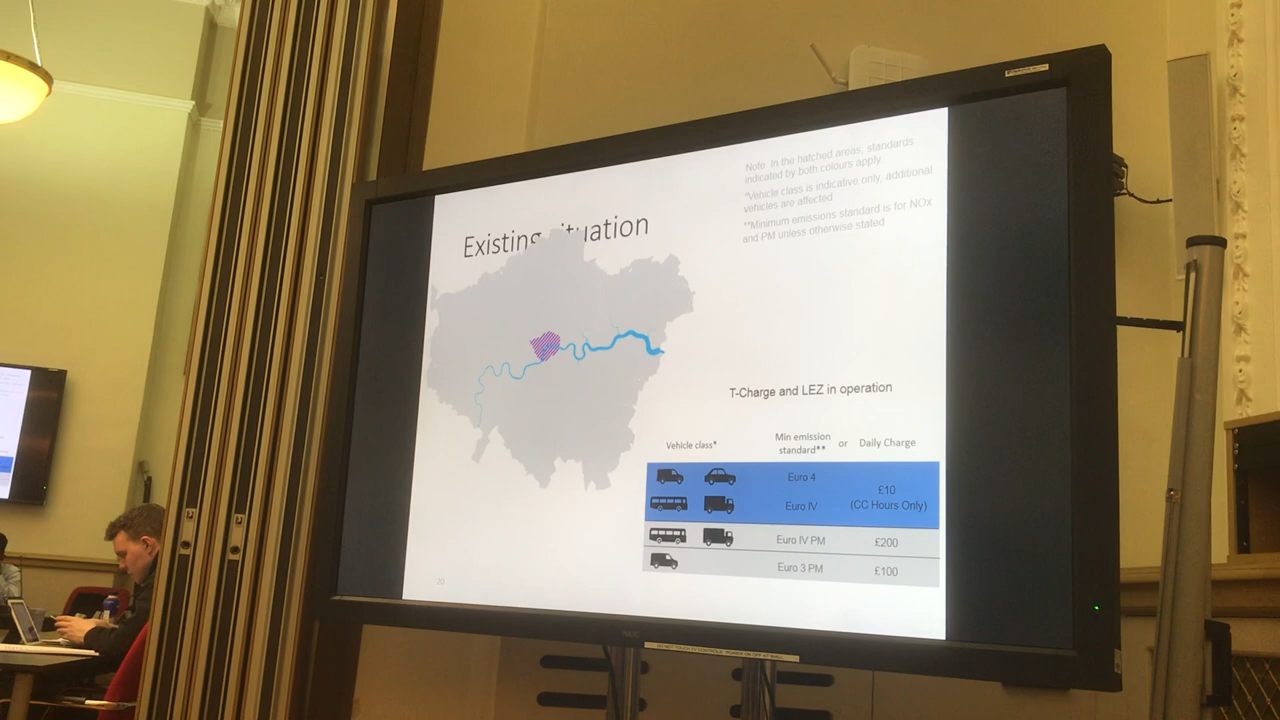 Note: In the hatched areas, standards
indicated by both colours apply
*Vehicle class is indicative only, additional
vehicles are affected
**Minimum emissions standard is for NOx
and PM unless otherwise stated
Existing situation
T-Charge and LEZ in operation
Vehicle class* Min emission standard** or Daily Charge
Euro 4
£10
Euro IV (CC Hours Only)
Euro IV PM £200
Euro 3 PM £100
20
NEC